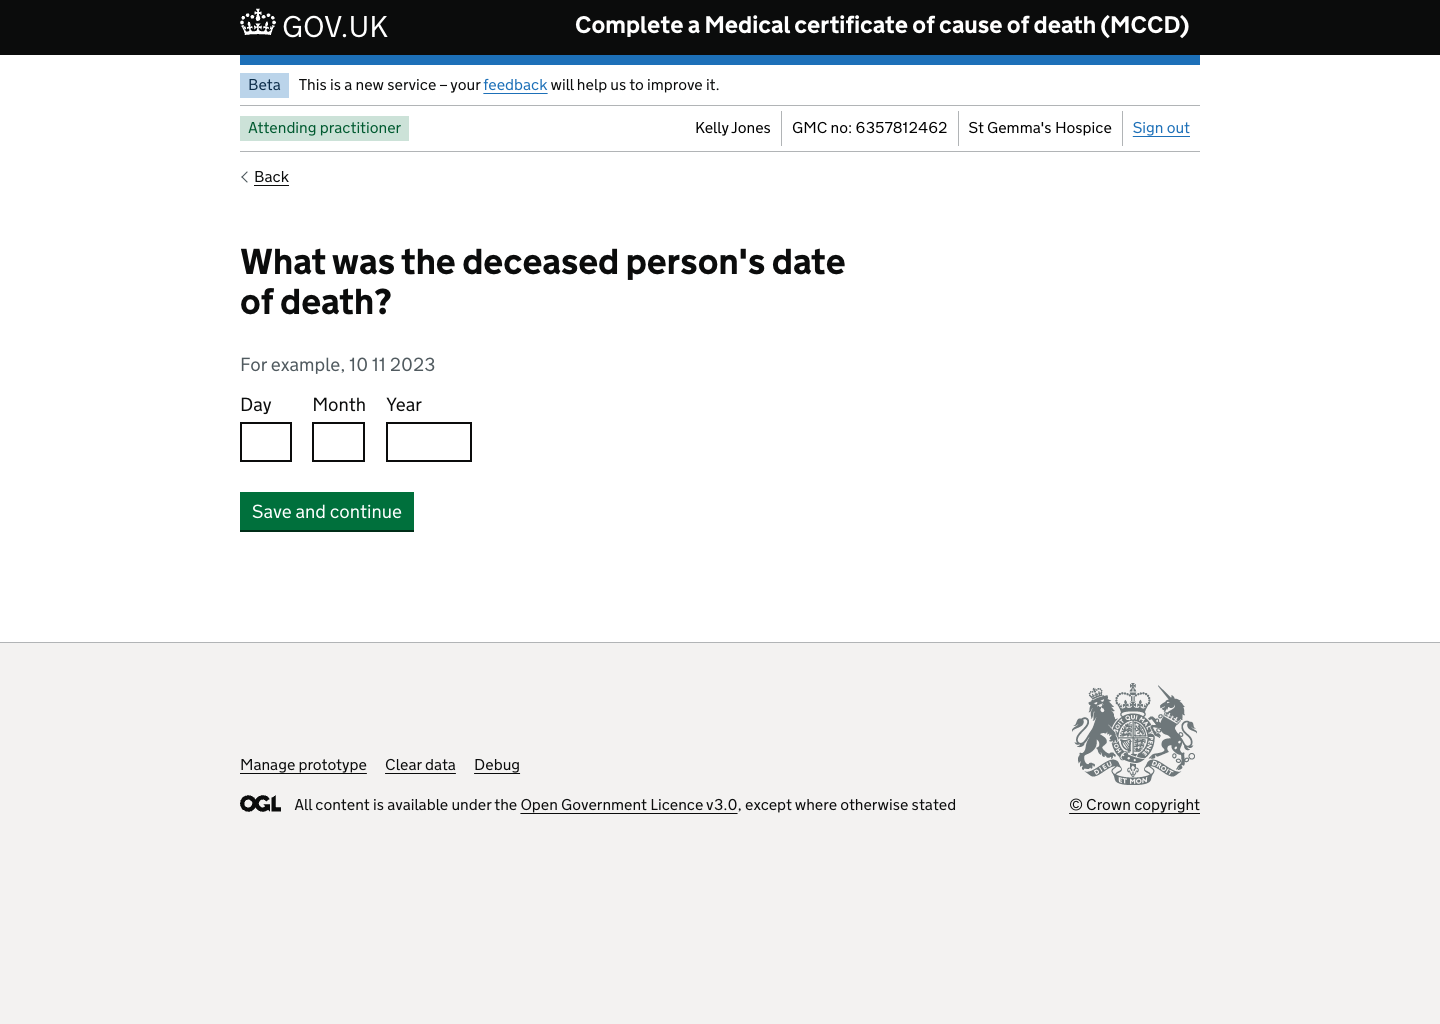 GOV.UK
Complete a Medical certificate of cause of death (MCCD)
Beta This is a new service – your feedback will help us to improve it.
Attending practitioner
Kelly Jones GMC no: 6357812462 St Gemma's Hospice Sign out
Back
What was the deceased person's date
of death?
For example, 10 11 2023
Day Month Year
Save and continue
DIEU ET MON DROIT
Manage prototype Clear data Debug
OGL All content is available under the Open Government Licence v3.0, except where otherwise stated
© Crown copyright